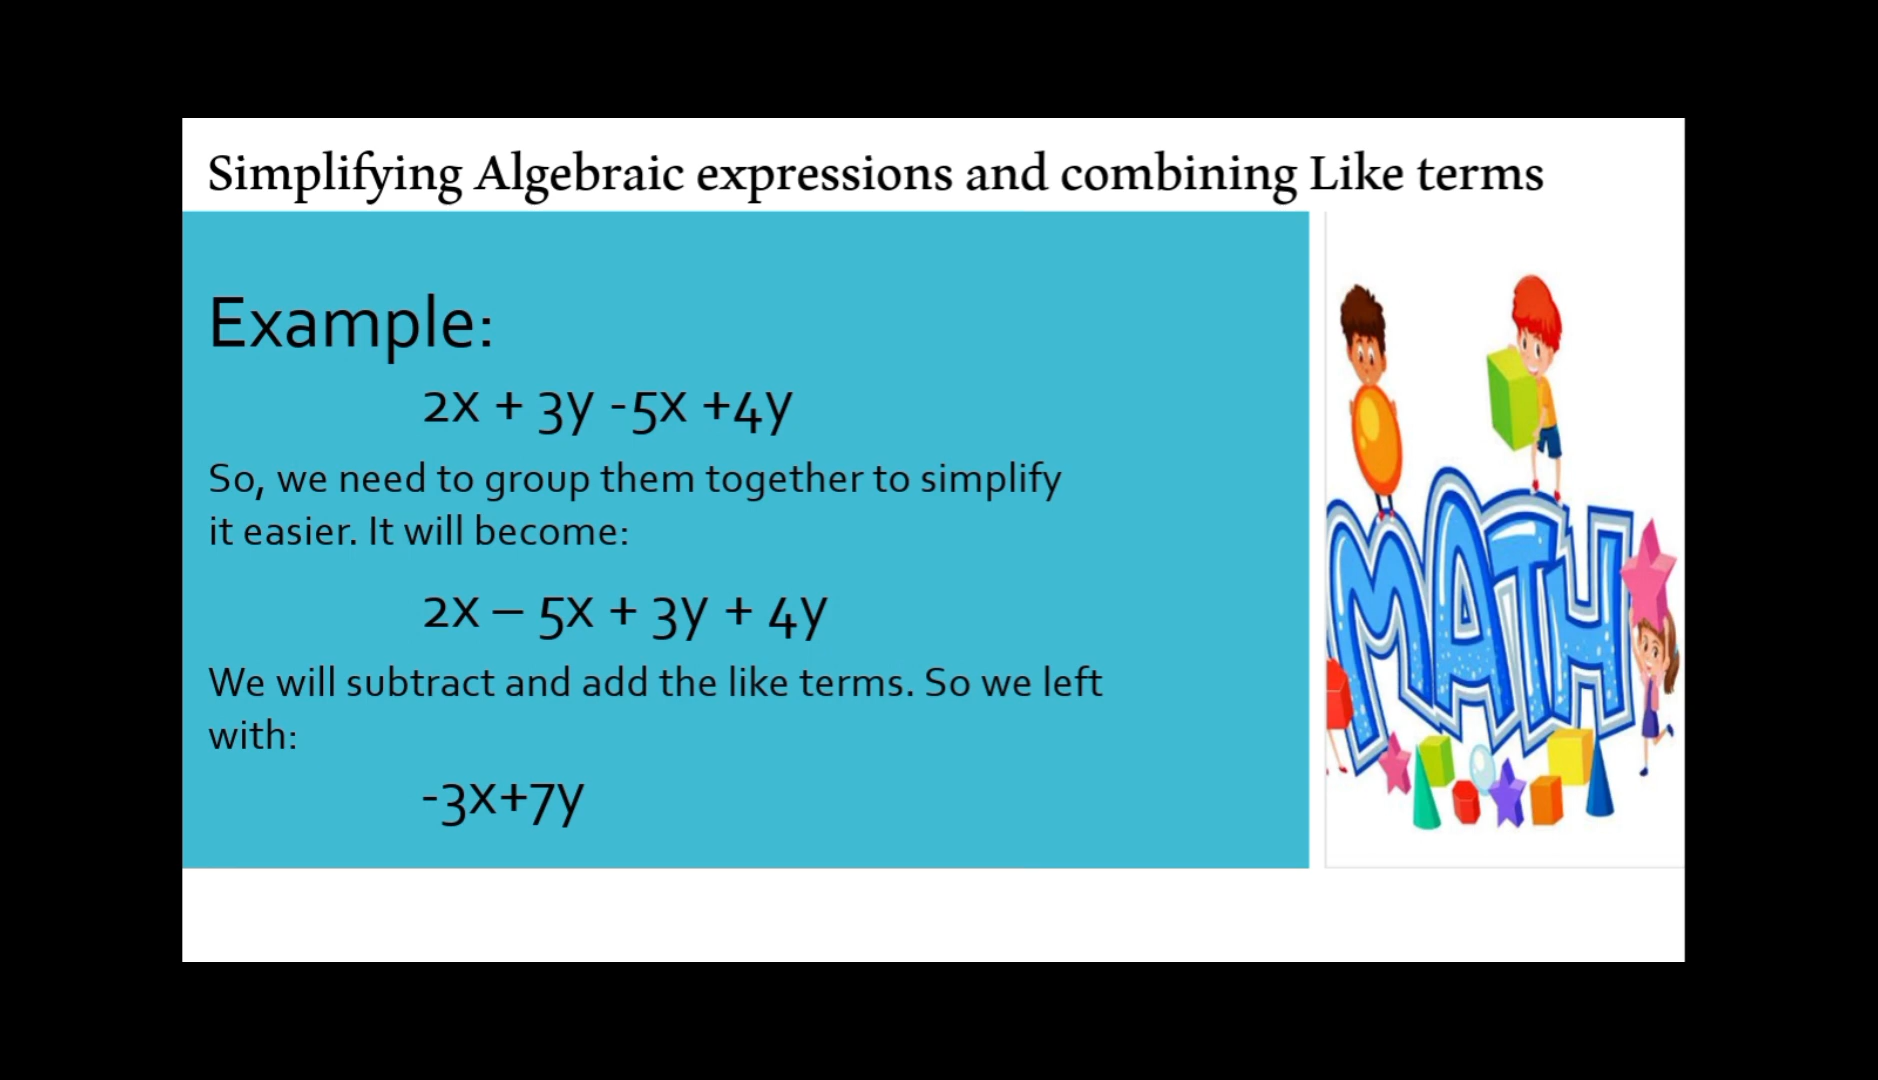 Simplifying Algebraic expressions and combining Like terms
Example:
2x + 3y -5x +4y
So, we need to group them together to simplify
it easier. It will become:
2x – 5x + 3y + 4y
We will subtract and add the like terms. So we left
with:
-3x+7y
MATH